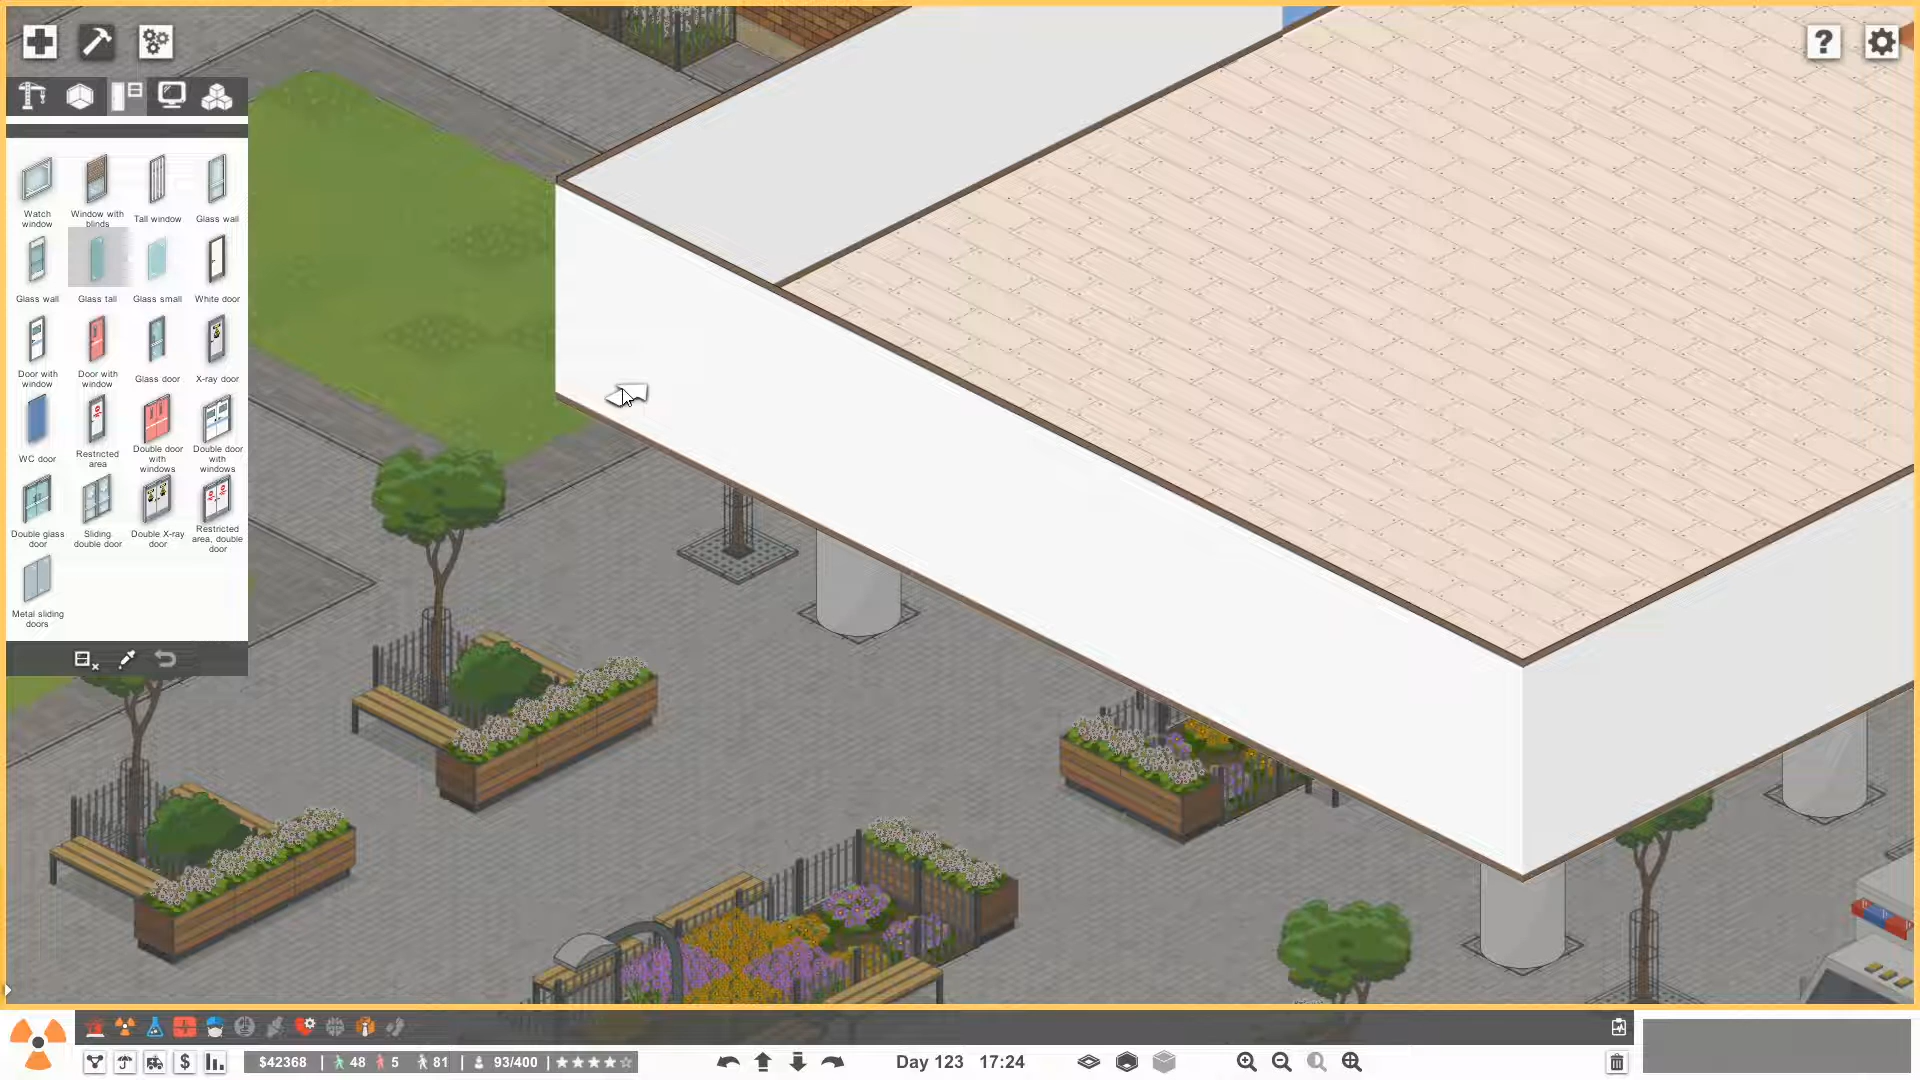 ?
Watch window
Window with blinds
Tall window
Glass wall
Glass wall
Glass tall
Glass small
White door
Door with window
Door with window
Glass door
X-ray door
WC door
Restricted area
Double door with windows
Double door with windows
Double glass door
Sliding double door
Double X-ray door
Restricted area, double door
Metal sliding doors
$
$42368 | 48 5 81 | 93/400 |
Day 123 17:24